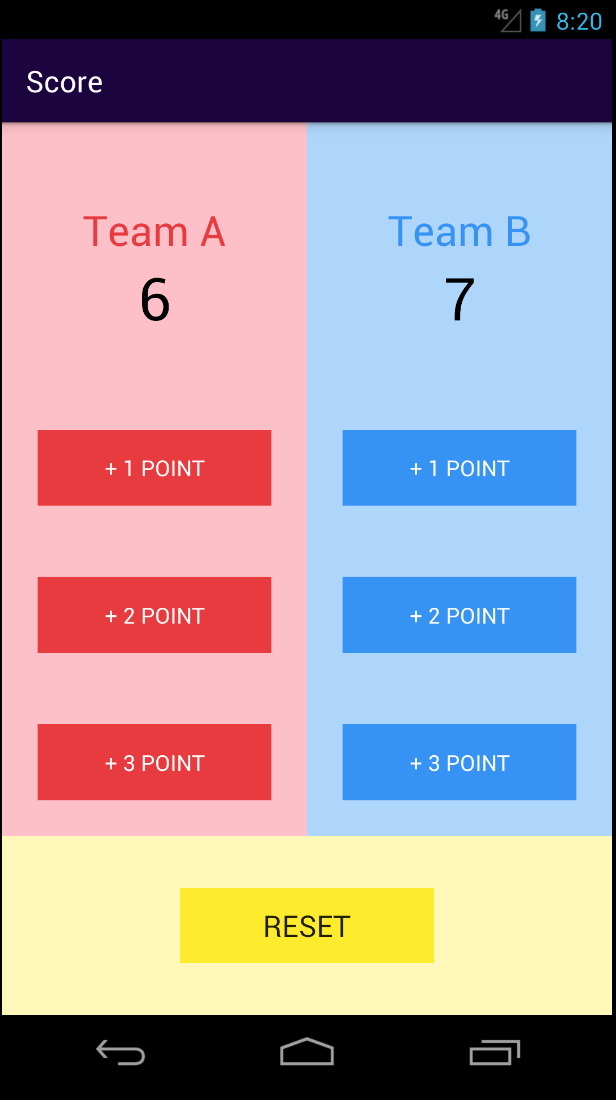 4G 8:20
Score
Team A
6
+ 1 POINT
+ 2 POINT
+ 3 POINT
Team B
7
+ 1 POINT
+ 2 POINT
+ 3 POINT
RESET